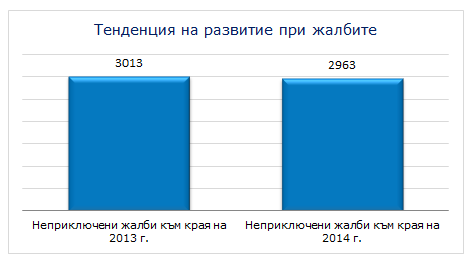 Тенденция на развитие при жалбите
3013
2963
Неприключени жалби към края на
2013 г.
Неприключени жалби към края на
2014 г.